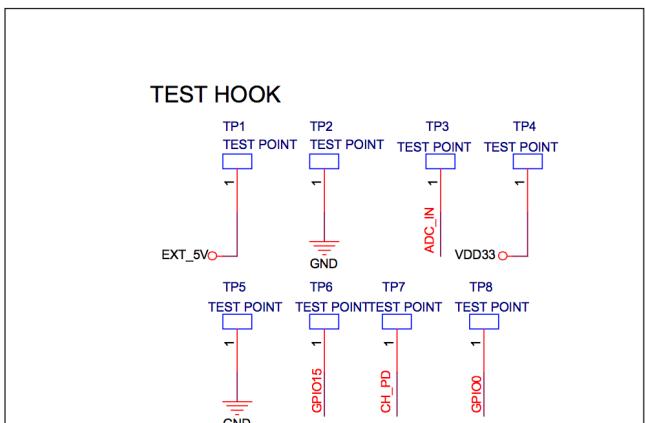 TEST HOOK
TP1 TP2 TP3 TP4
TEST POINT TEST POINT TEST POINT TEST POINT
1 1 1 1
ADC_IN
EXT_5V GND VDD33
TP5 TP6 TP7 TP8
TEST POINT TEST POINT TEST POINT TEST POINT
1 1 1 1
GPIO15 CH_PD GPIO0
GND